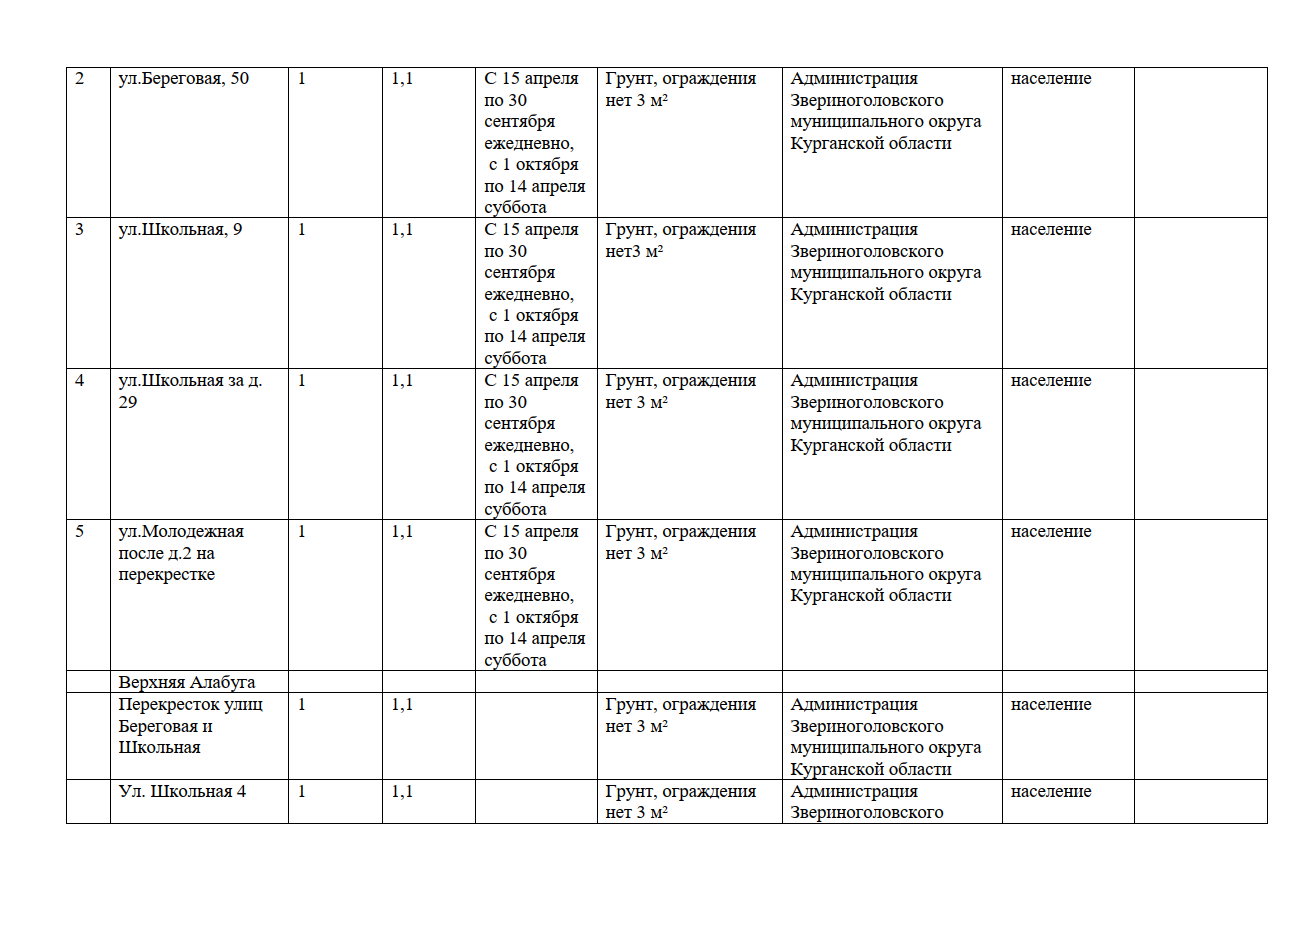 2
ул.Береговая, 50
1
1,1
С 15 апреля
по 30
сентября
ежедневно,
с 1 октября
по 14 апреля
суббота
Грунт, ограждения
нет 3 м²
Администрация
Звериноголовского
муниципального округа
Курганской области
население
3
ул.Школьная, 9
1
1,1
С 15 апреля
по 30
сентября
ежедневно,
с 1 октября
по 14 апреля
суббота
Грунт, ограждения
нет3 м²
Администрация
Звериноголовского
муниципального округа
Курганской области
население
4
ул.Школьная за д.
29
1
1,1
С 15 апреля
по 30
сентября
ежедневно,
с 1 октября
по 14 апреля
суббота
Грунт, ограждения
нет 3 м²
Администрация
Звериноголовского
муниципального округа
Курганской области
население
5
ул.Молодежная
после д.2 на
перекрестке
1
1,1
С 15 апреля
по 30
сентября
ежедневно,
с 1 октября
по 14 апреля
суббота
Грунт, ограждения
нет 3 м²
Администрация
Звериноголовского
муниципального округа
Курганской области
население
Верхняя Алабуга
Перекресток улиц
Береговая и
Школьная
1
1,1
Грунт, ограждения
нет 3 м²
Администрация
Звериноголовского
муниципального округа
Курганской области
население
Ул. Школьная 4
1
1,1
Грунт, ограждения
нет 3 м²
Администрация
Звериноголовского
население